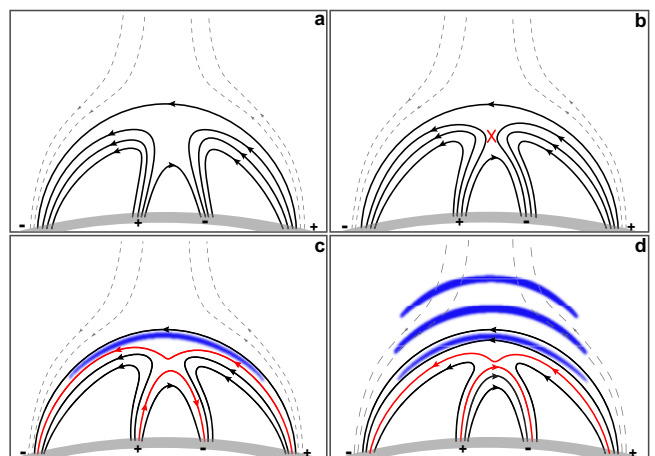 a
b
- + - +
- + - +
c
d
- + - +
- + - +